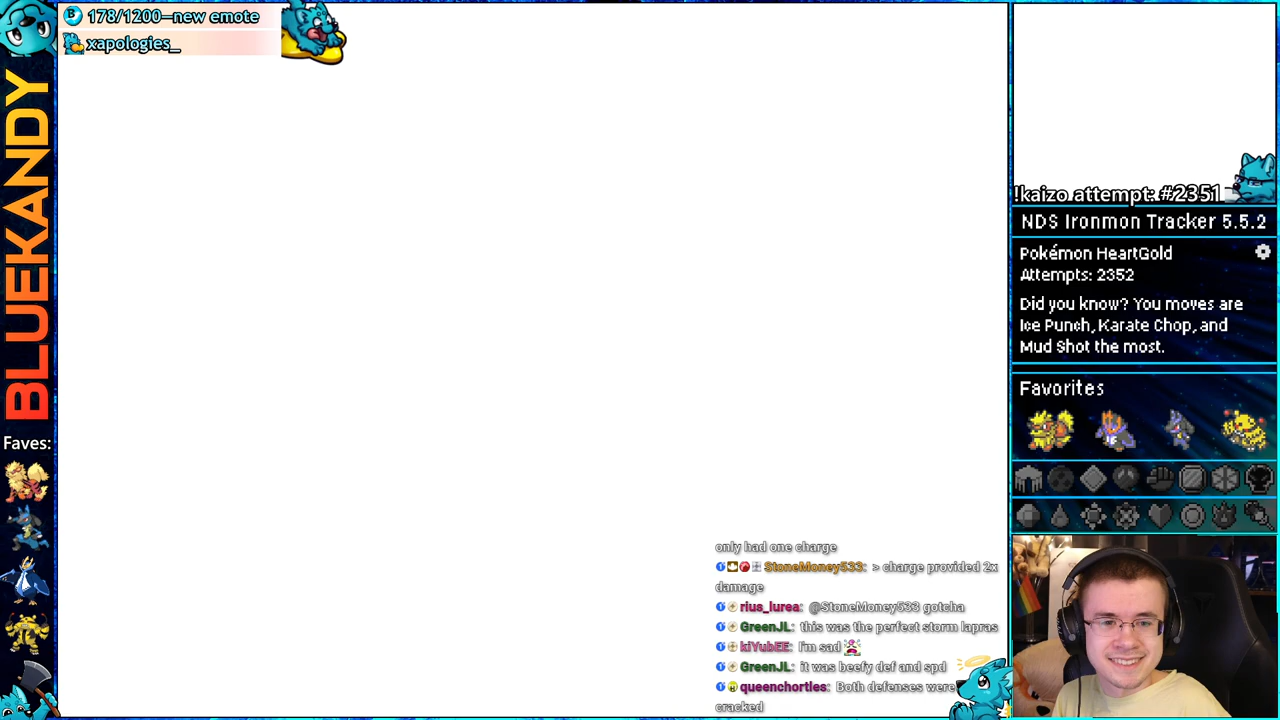 178/1200—new emote
xapologies_
BLUEKANDY
Faves:
!kaizo attempt: #2351
NDS Ironmon Tracker 5.5.2
Pokémon HeartGold
Attempts: 2352
Did you know? You moves are
Ice Punch, Karate Chop, and
Mud Shot the most.
Favorites
only had one charge
StoneMoney533: > charge provided 2x
damage
rius_lurea: @StoneMoney533 gotcha
GreenJL: this was the perfect storm lapras
kiYubEE: I'm sad
GreenJL: it was beefy def and spd
queenchortles: Both defenses were
cracked